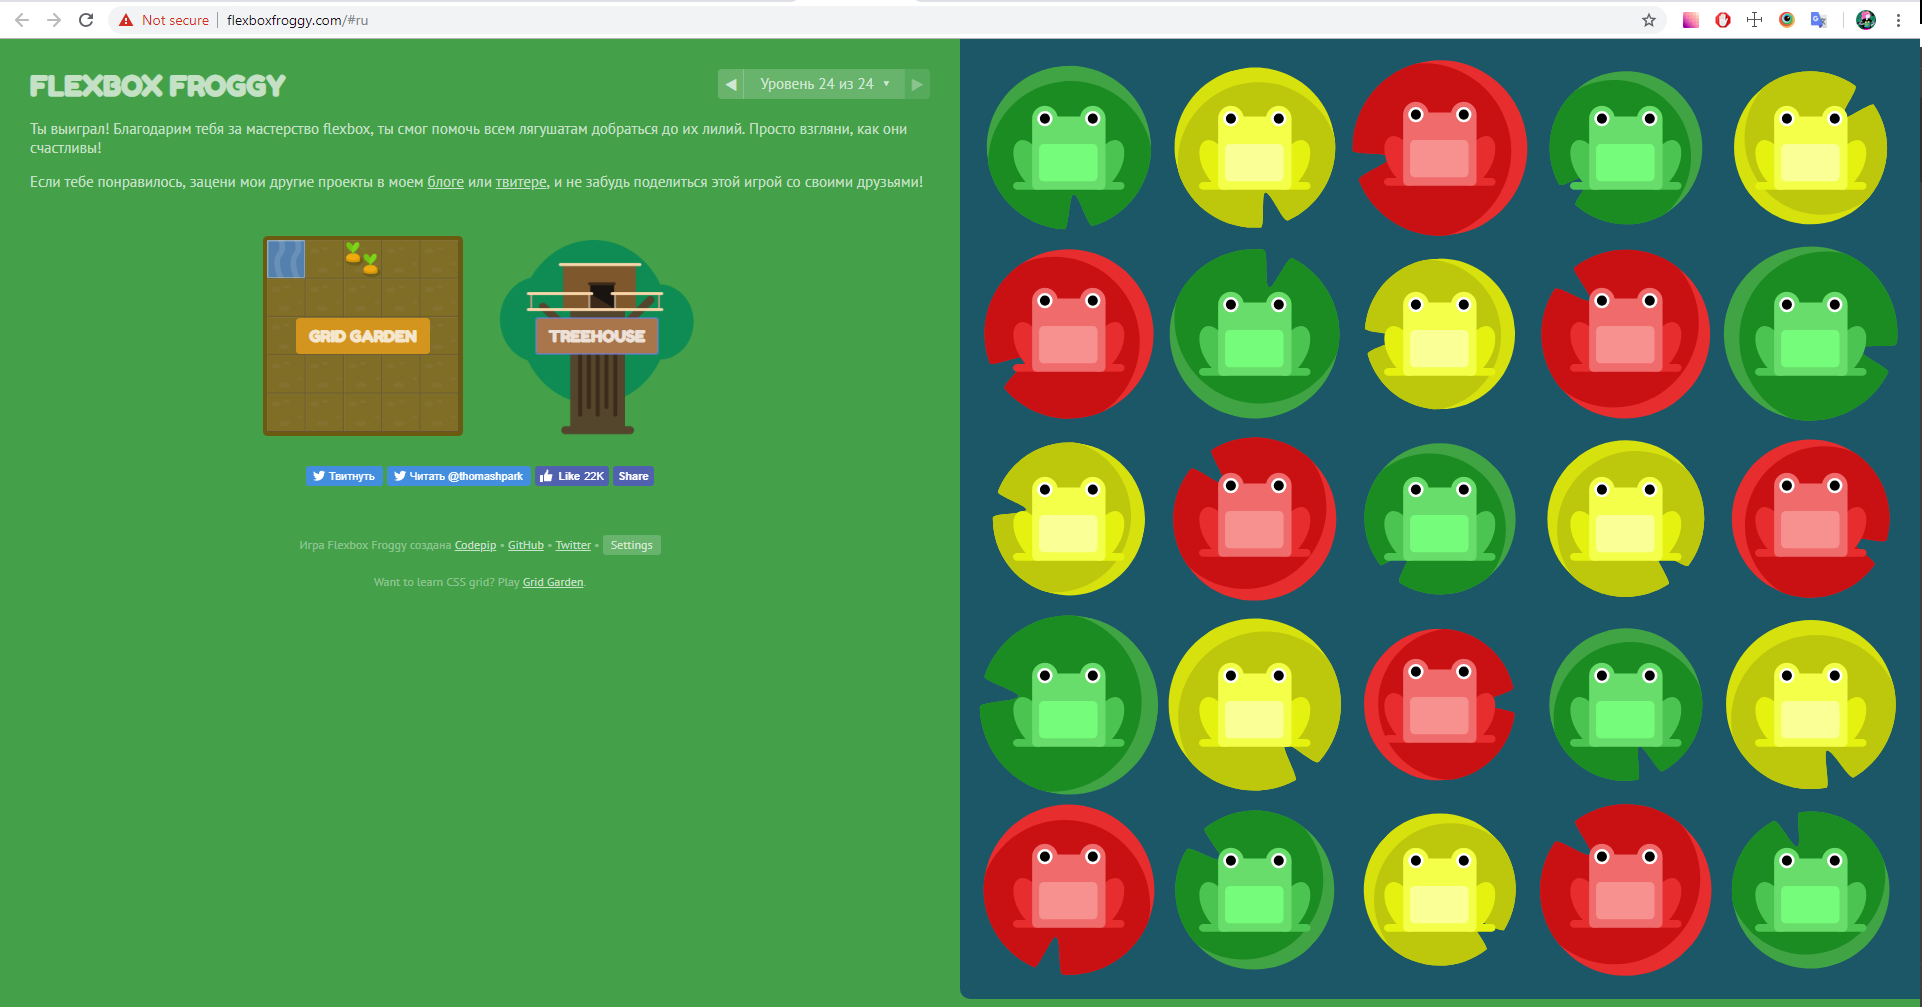 Not secure
flexboxfroggy.com/#ru
FLEXBOX FROGGY
◀ Уровень 24 из 24 ▼ ▶
Ты выиграл! Благодарим тебя за мастерство flexbox, ты смог помочь всем лягушатам добраться до их лилий. Просто взгляни, как они
счастливы!
Если тебе понравилось, зацени мои другие проекты в моем блоге или твитере, и не забудь поделиться этой игрой со своими друзьями!
GRID GARDEN
TREEHOUSE
Твитнуть
Читать @thomashpark
Like 22K
Share
Игра Flexbox Froggy создана Codepip • GitHub • Twitter • Settings
Want to learn CSS grid? Play Grid Garden.